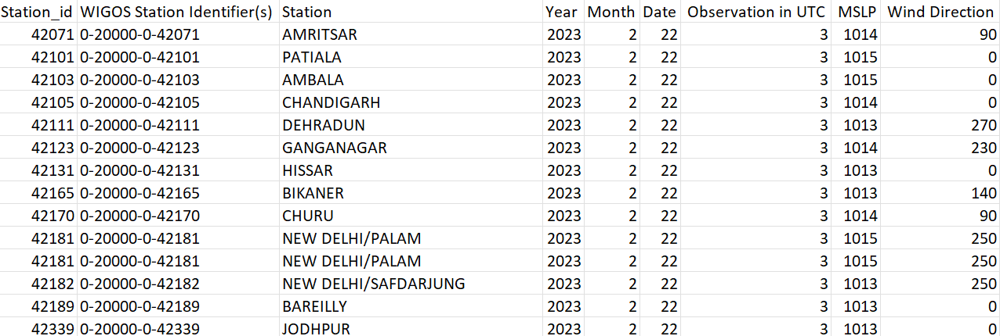 Station_id WIGOS Station Identifier(s) Station Year Month Date Observation in UTC MSLP Wind Direction
42071 0-20000-0-42071 AMRITSAR 2023 2 22 3 1014 90
42101 0-20000-0-42101 PATIALA 2023 2 22 3 1015 0
42103 0-20000-0-42103 AMBALA 2023 2 22 3 1015 0
42105 0-20000-0-42105 CHANDIGARH 2023 2 22 3 1014 0
42111 0-20000-0-42111 DEHRADUN 2023 2 22 3 1013 270
42123 0-20000-0-42123 GANGANAGAR 2023 2 22 3 1014 230
42131 0-20000-0-42131 HISSAR 2023 2 22 3 1013 0
42165 0-20000-0-42165 BIKANER 2023 2 22 3 1013 140
42170 0-20000-0-42170 CHURU 2023 2 22 3 1014 90
42181 0-20000-0-42181 NEW DELHI/PALAM 2023 2 22 3 1015 250
42181 0-20000-0-42181 NEW DELHI/PALAM 2023 2 22 3 1015 250
42182 0-20000-0-42182 NEW DELHI/SAFDARJUNG 2023 2 22 3 1013 250
42189 0-20000-0-42189 BAREILLY 2023 2 22 3 1013 0
42339 0-20000-0-42339 JODHPUR 2023 2 22 3 1013 0